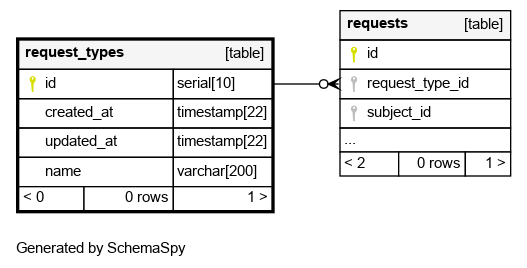 request_types [table]
id serial[10]
created_at timestamp[22]
updated_at timestamp[22]
name varchar[200]
< 0 0 rows 1 >
requests [table]
id
request_type_id
subject_id
...
< 2 0 rows 1 >
Generated by SchemaSpy